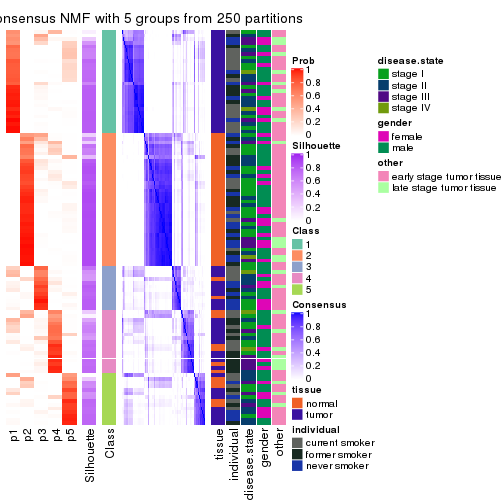 onsensus NMF with 5 groups from 250 partitions
Prob
1
0.8
0.6
0.4
0.2
0
Silhouette
1
0.8
0.6
0.4
0.2
0
Class
1
2
3
4
5
Consensus
1
0.8
0.6
0.4
0.2
0
tissue
normal
tumor
individual
current smoker
former smoker
never smoker
disease.state
stage I
stage II
stage III
stage IV
gender
female
male
other
early stage tumor tissue
late stage tumor tissue
p1
p2
p3
p4
p5
Silhouette
Class
tissue
individual
disease.state
gender
other